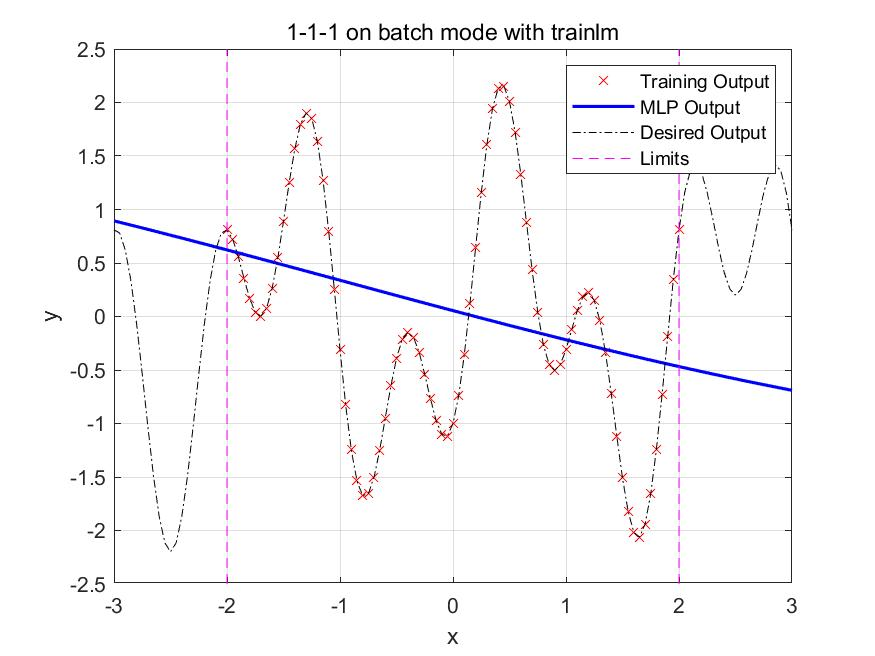 1-1-1 on batch mode with trainlm
Training Output
MLP Output
Desired Output
Limits
2.5
2
1.5
1
0.5
0
-0.5
-1
-1.5
-2
-2.5
y
-3 -2 -1 0 1 2 3
x